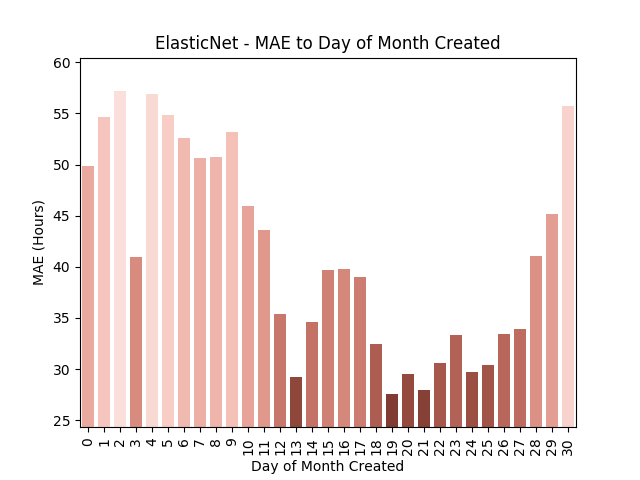 ElasticNet - MAE to Day of Month Created
60
55
50
45
40
35
30
25
MAE (Hours)
0 1 2 3 4 5 6 7 8 9 10 11 12 13 14 15 16 17 18 19 20 21 22 23 24 25 26 27 28 29 30
Day of Month Created